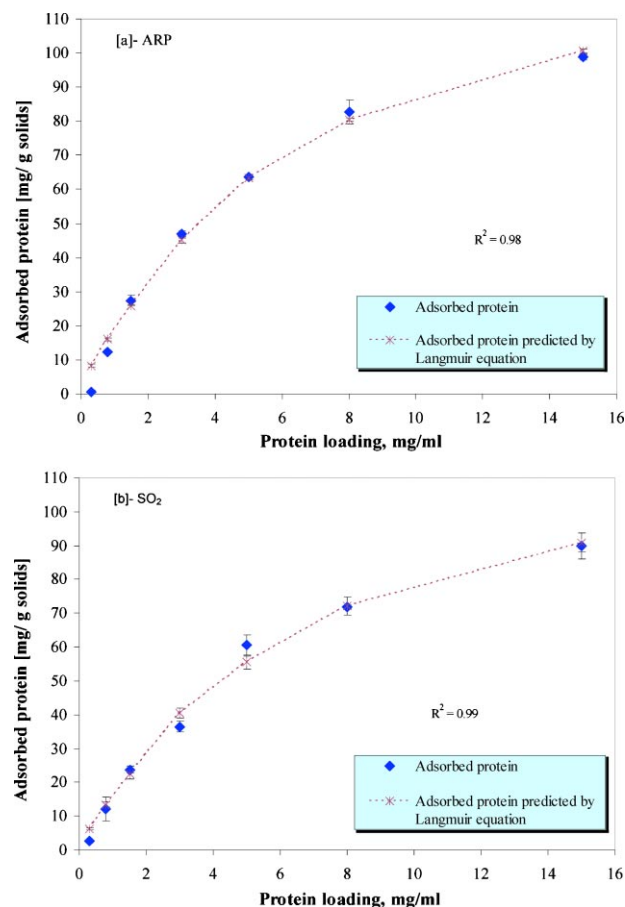 [a]- ARP
110
100
90
80
70
60
50
40
30
20
10
0
Adsorbed protein [mg/ g solids]
R² = 0.98
Adsorbed protein
Adsorbed protein predicted by
Langmuir equation
0 2 4 6 8 10 12 14 16
Protein loading, mg/ml
[b]- SO₂
110
100
90
80
70
60
50
40
30
20
10
0
Adsorbed protein [mg/ g solids]
R² = 0.99
Adsorbed protein
Adsorbed protein predicted by
Langmuir equation
0 2 4 6 8 10 12 14 16
Protein loading, mg/ml